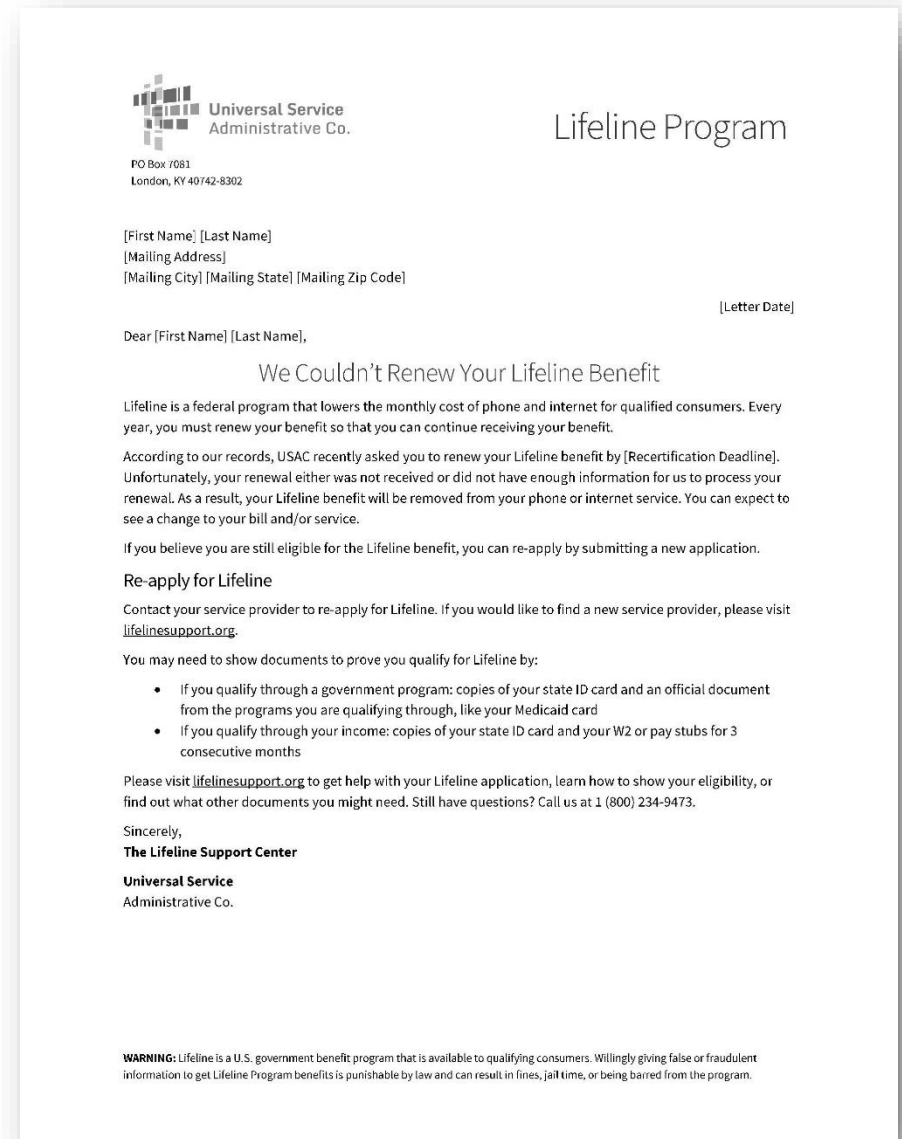 Universal Service
Administrative Co.
Lifeline Program
PO Box 7081
London, KY 40742-8302
[First Name] [Last Name]
[Mailing Address]
[Mailing City] [Mailing State] [Mailing Zip Code]
[Letter Date]
Dear [First Name] [Last Name],
We Couldn't Renew Your Lifeline Benefit
Lifeline is a federal program that lowers the monthly cost of phone and internet for qualified consumers. Every
year, you must renew your benefit so that you can continue receiving your benefit.
According to our records, USAC recently asked you to renew your Lifeline benefit by [Recertification Deadline].
Unfortunately, your renewal either was not received or did not have enough information for us to process your
renewal. As a result, your Lifeline benefit will be removed from your phone or internet service. You can expect to
see a change to your bill and/or service.
If you believe you are still eligible for the Lifeline benefit, you can re-apply by submitting a new application.
Re-apply for Lifeline
Contact your service provider to re-apply for Lifeline. If you would like to find a new service provider, please visit
lifelinesupport.org.
You may need to show documents to prove you qualify for Lifeline by:
• If you qualify through a government program: copies of your state ID card and an official document
from the programs you are qualifying through, like your Medicaid card
• If you qualify through your income: copies of your state ID card and your W2 or pay stubs for 3
consecutive months
Please visit lifelinesupport.org to get help with your Lifeline application, learn how to show your eligibility, or
find out what other documents you might need. Still have questions? Call us at 1 (800) 234-9473.
Sincerely,
The Lifeline Support Center
Universal Service
Administrative Co.
WARNING: Lifeline is a U.S. government benefit program that is available to qualifying consumers. Willingly giving false or fraudulent
information to get Lifeline Program benefits is punishable by law and can result in fines, jail time, or being barred from the program.